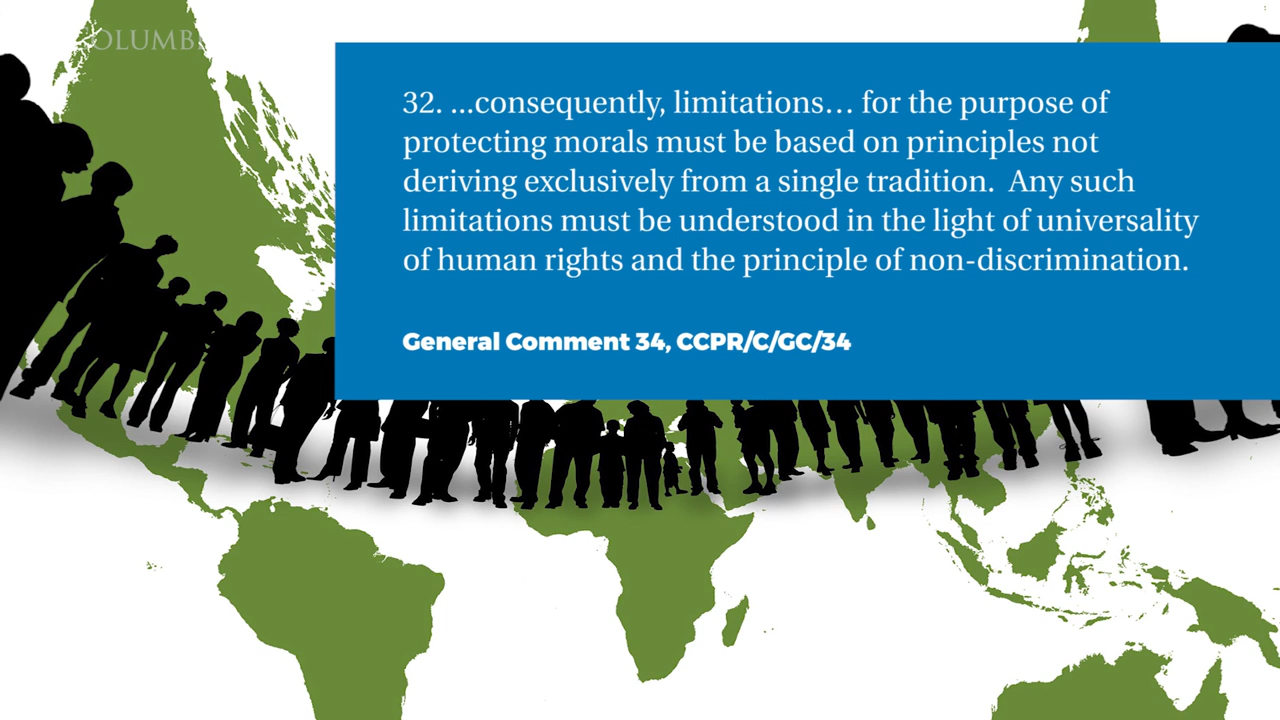 OLUMB
32. ...consequently, limitations... for the purpose of
protecting morals must be based on principles not
deriving exclusively from a single tradition. Any such
limitations must be understood in the light of universality
of human rights and the principle of non-discrimination.
General Comment 34, CCPR/C/GC/34